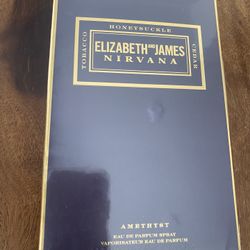 HONEYSUCKLE
TOBACCO
ELIZABETH AND JAMES
NIRVANA
CEDAR
AMETHYST
EAU DE PARFUM SPRAY
VAPORISATEUR EAU DE PARFUM